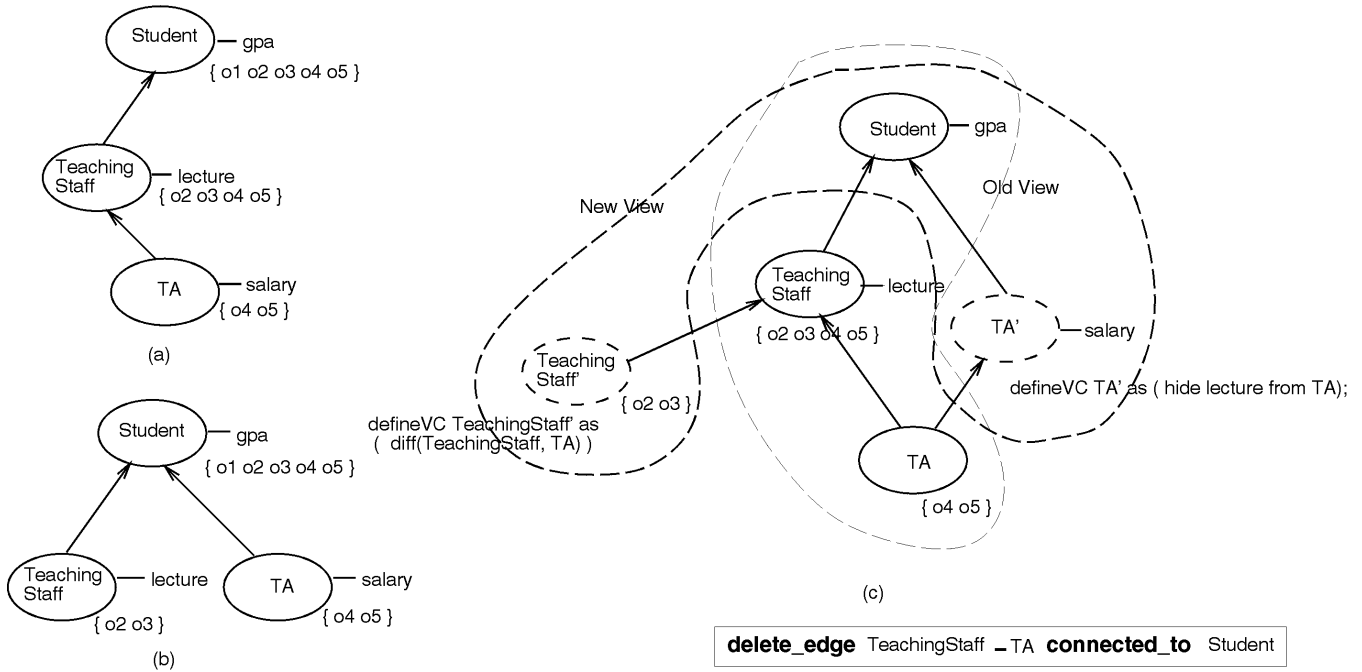 Student
gpa
{ o1 o2 o3 o4 o5 }
Teaching
Staff
lecture
{ o2 o3 o4 o5 }
TA
salary
{ o4 o5 }
(a)
Student
gpa
{ o1 o2 o3 o4 o5 }
Teaching
Staff
lecture
{ o2 o3 }
TA
salary
{ o4 o5 }
(b)
Student
gpa
Old View
New View
Teaching
Staff
lecture
{ o2 o3 o4 o5 }
TA'
salary
Teaching
Staff'
{ o2 o3 }
defineVC TA' as ( hide lecture from TA);
defineVC TeachingStaff' as
( diff(TeachingStaff, TA) )
TA
{ o4 o5 }
(c)
delete_edge TeachingStaff – TA connected_to Student